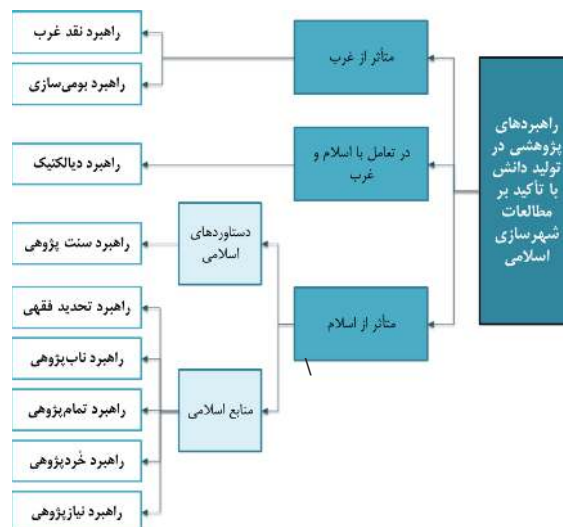 راهبردهای
پژوهشی در
تولید دانش
با تأکید بر
مطالعات
شهرسازی
اسلامی
متأثر از غرب
راهبرد نقد غرب
راهبرد بومی‌سازی
در تعامل با اسلام و
غرب
راهبرد دیالکتیک
متأثر از اسلام
دستاوردهای
اسلامی
راهبرد سنت پژوهی
منابع اسلامی
راهبرد تحدید فقهی
راهبرد ناب‌پژوهی
راهبرد تمام‌پژوهی
راهبرد خُردپژوهی
راهبرد نیازپژوهی